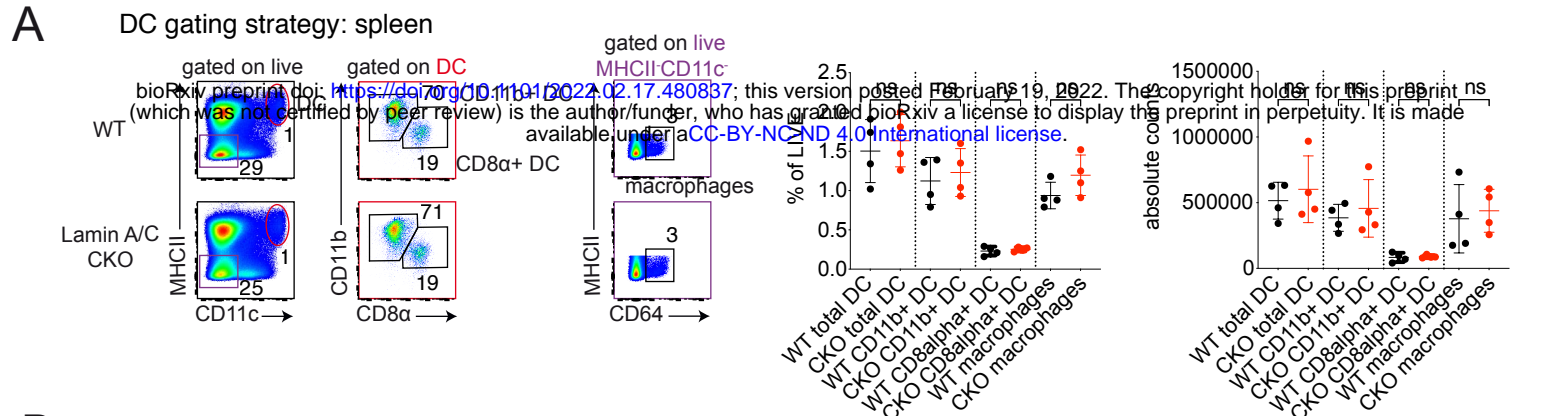 A
DC gating strategy: spleen
gated on live
gated on DC
gated on live
MHCII-CD11c-
bioRxiv preprint doi: https://doi.org/10.1101/2022.02.17.480837; this version posted February 19, 2022. The copyright holder for this preprint
(which was not certified by peer review) is the author/funder, who has granted bioRxiv a license to display the preprint in perpetuity. It is made
available under aCC-BY-NC-ND 4.0 International license.
WT
DC
1
29
70
CD11b+ DC
19
CD8α+ DC
3
macrophages
Lamin A/C
CKO
1
25
71
19
3
MHCII
CD11c
CD11b
CD8α
MHCII
CD64
% of LIVE
2.5
2.0
1.5
1.0
0.5
0.0
ns
ns
ns
ns
WT total DC
CKO total DC
WT CD11b+ DC
CKO CD11b+ DC
WT CD8alpha+ DC
CKO CD8alpha+ DC
WT macrophages
CKO macrophages
absolute counts
1500000
1000000
500000
0
ns
ns
ns
ns
WT total DC
CKO total DC
WT CD11b+ DC
CKO CD11b+ DC
WT CD8alpha+ DC
CKO CD8alpha+ DC
WT macrophages
CKO macrophages